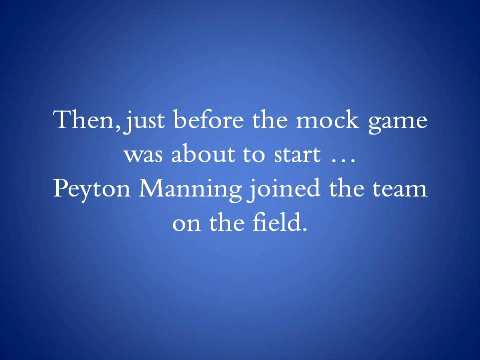 Then, just before the mock game
was about to start …
Peyton Manning joined the team
on the field.